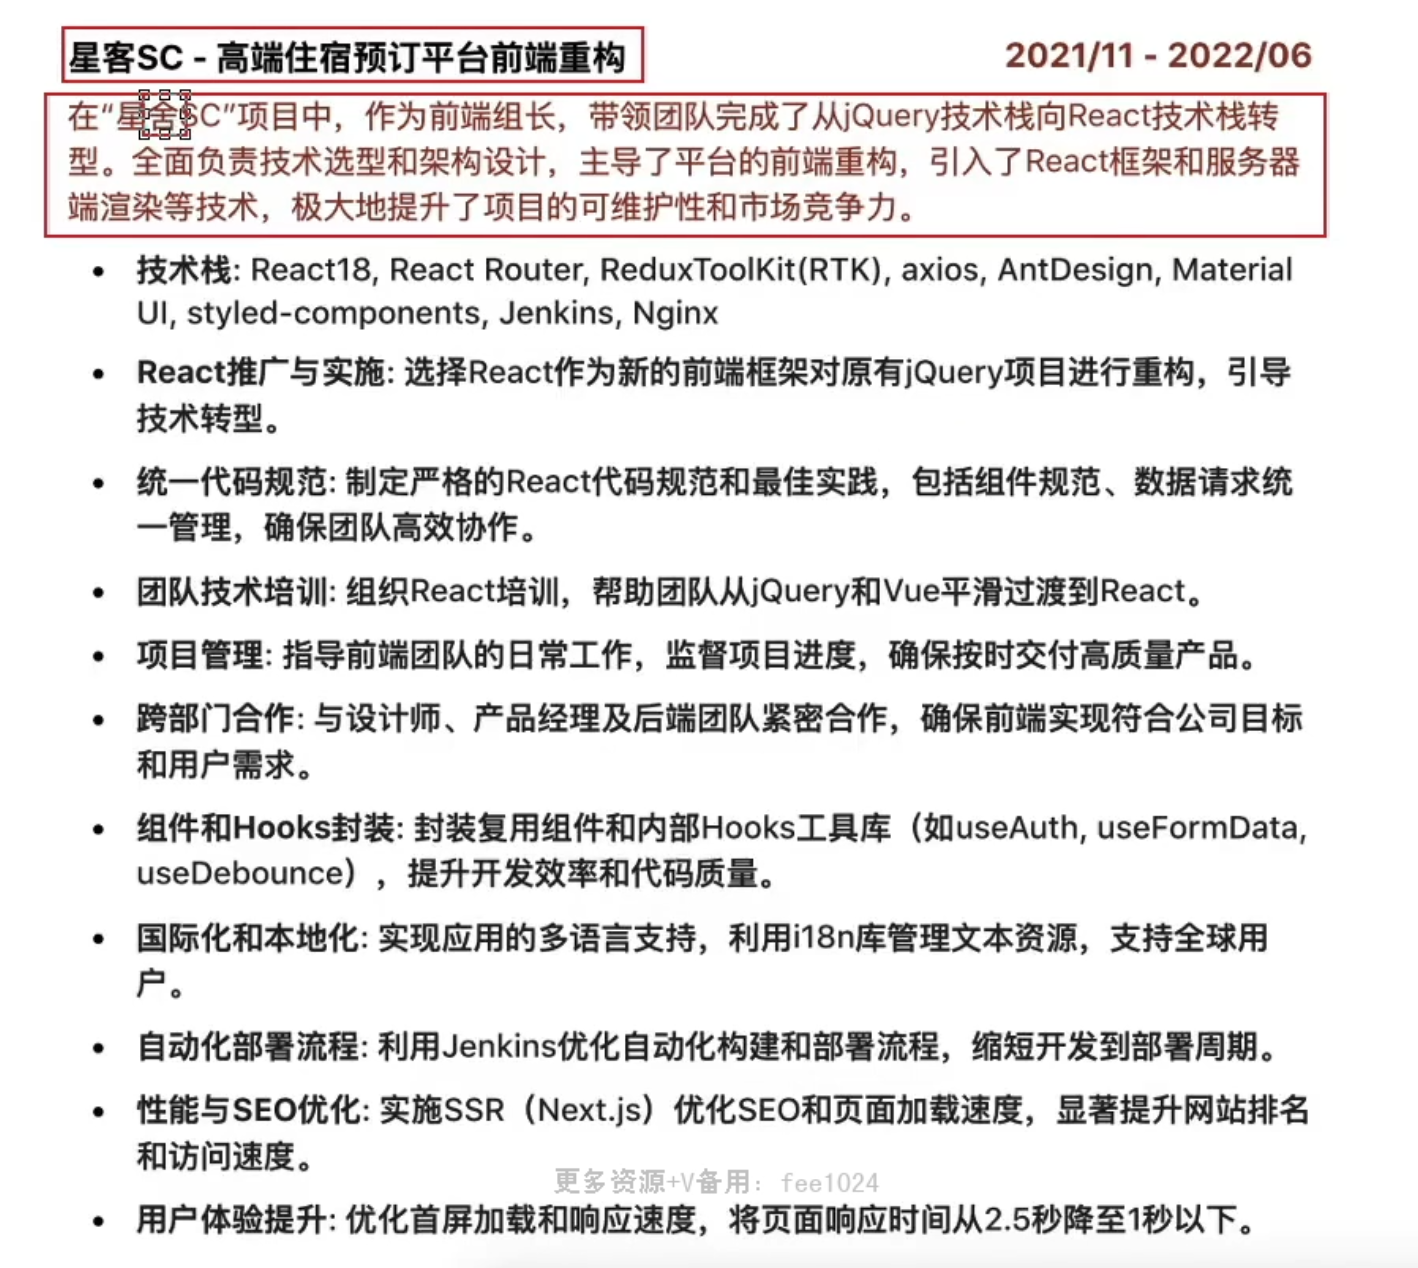 星客SC - 高端住宿预订平台前端重构
2021/11 - 2022/06
在“星舍SC”项目中，作为前端组长，带领团队完成了从jQuery技术栈向React技术栈转
型。全面负责技术选型和架构设计，主导了平台的前端重构，引入了React框架和服务器
端渲染等技术，极大地提升了项目的可维护性和市场竞争力。
• 技术栈: React18, React Router, ReduxToolKit(RTK), axios, AntDesign, Material
UI, styled-components, Jenkins, Nginx
• React推广与实施: 选择React作为新的前端框架对原有jQuery项目进行重构，引导
技术转型。
• 统一代码规范: 制定严格的React代码规范和最佳实践，包括组件规范、数据请求统
一管理，确保团队高效协作。
• 团队技术培训: 组织React培训，帮助团队从jQuery和Vue平滑过渡到React。
• 项目管理: 指导前端团队的日常工作，监督项目进度，确保按时交付高质量产品。
• 跨部门合作: 与设计师、产品经理及后端团队紧密合作，确保前端实现符合公司目标
和用户需求。
• 组件和Hooks封装: 封装复用组件和内部Hooks工具库（如useAuth, useFormData,
useDebounce），提升开发效率和代码质量。
• 国际化和本地化: 实现应用的多语言支持，利用i18n库管理文本资源，支持全球用
户。
• 自动化部署流程: 利用Jenkins优化自动化构建和部署流程，缩短开发到部署周期。
• 性能与SEO优化: 实施SSR（Next.js）优化SEO和页面加载速度，显著提升网站排名
和访问速度。
更多资源+V备用：fee1024
• 用户体验提升: 优化首屏加载和响应速度，将页面响应时间从2.5秒降至1秒以下。